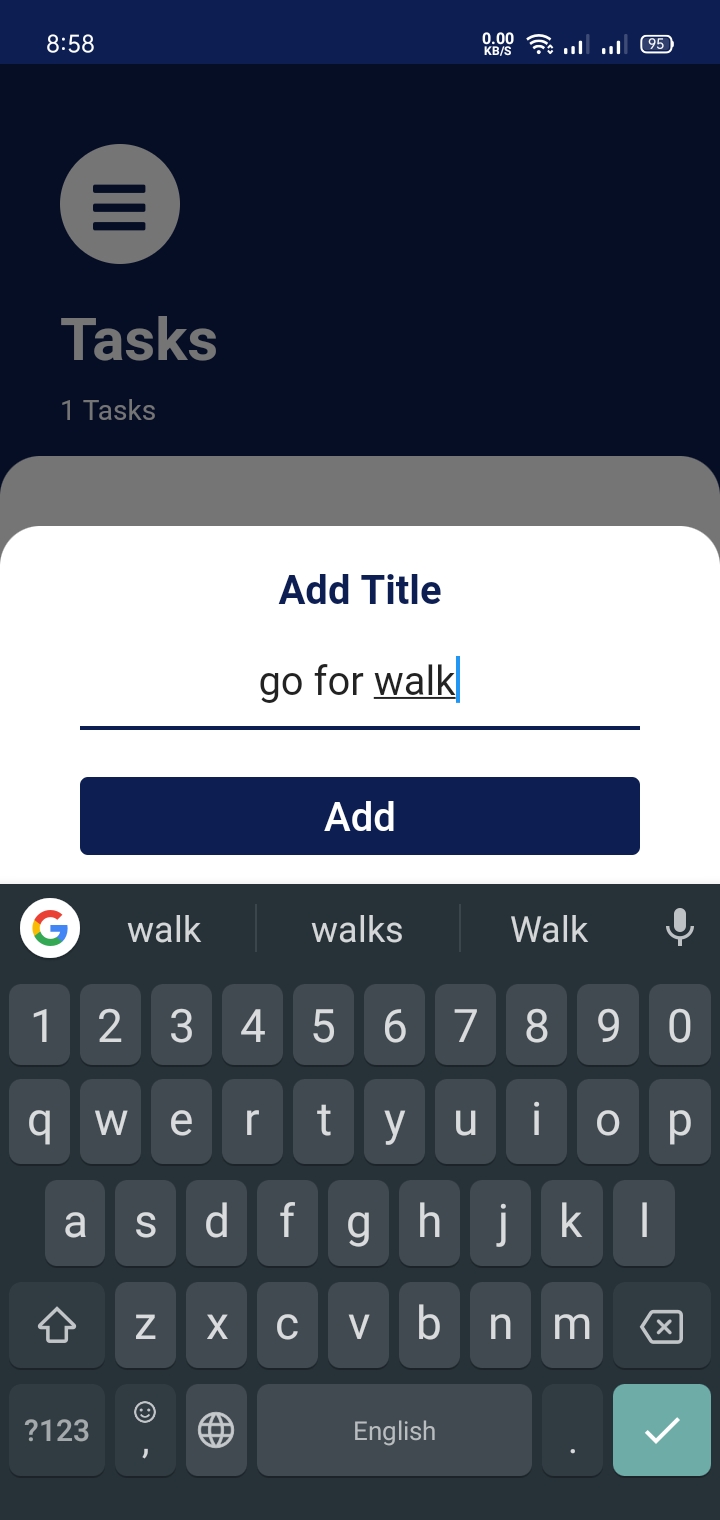 8:58 0.00 KB/S 95
Tasks
1 Tasks
Add Title
go for walk
Add
walk walks Walk
1 2 3 4 5 6 7 8 9 0
q w e r t y u i o p
a s d f g h j k l
z x c v b n m
?123 , English .